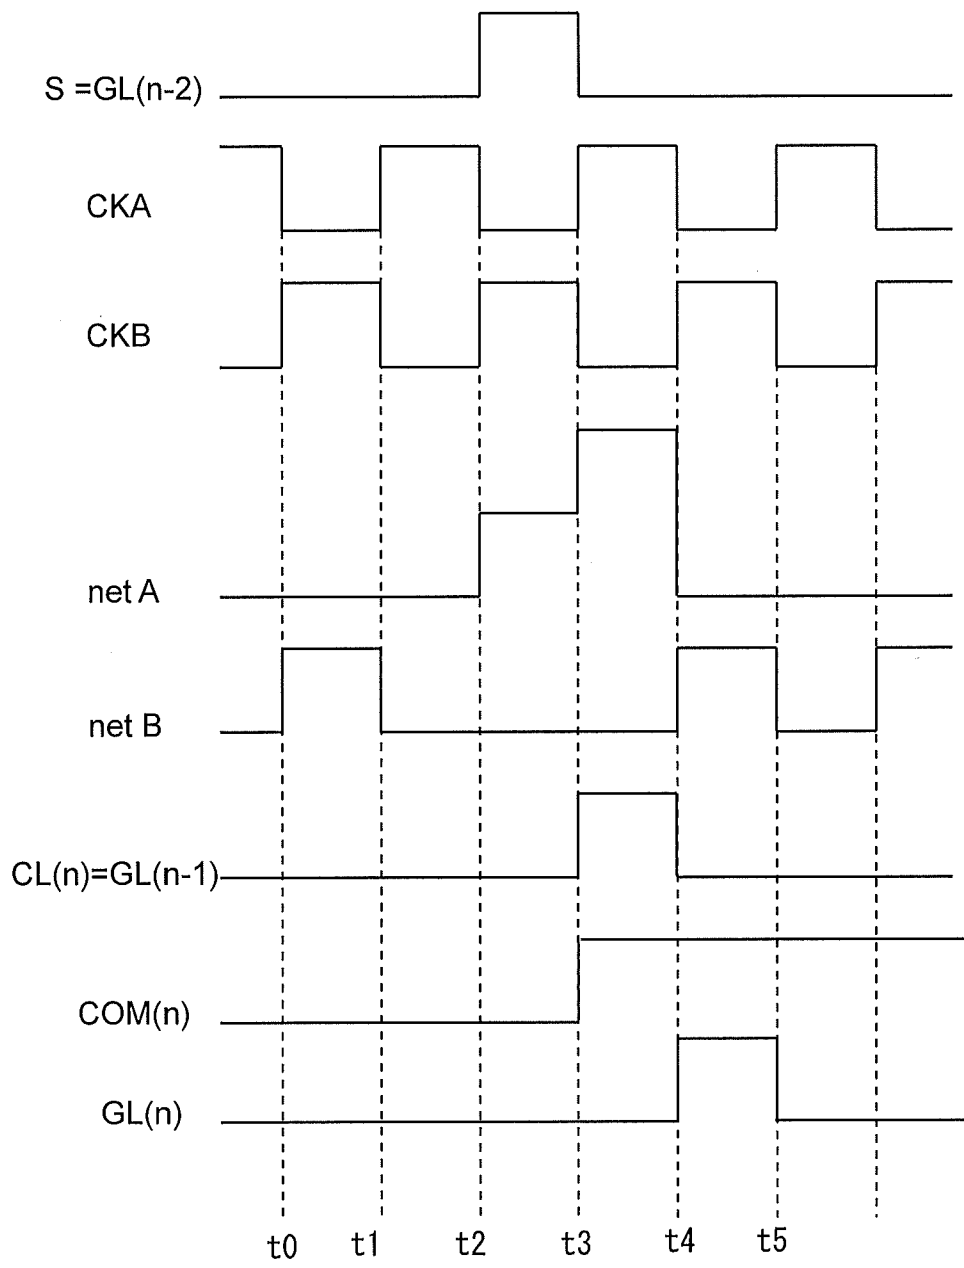 S =GL(n-2)
CKA
CKB
net A
net B
CL(n)=GL(n-1)
COM(n)
GL(n)
t0 t1 t2 t3 t4 t5